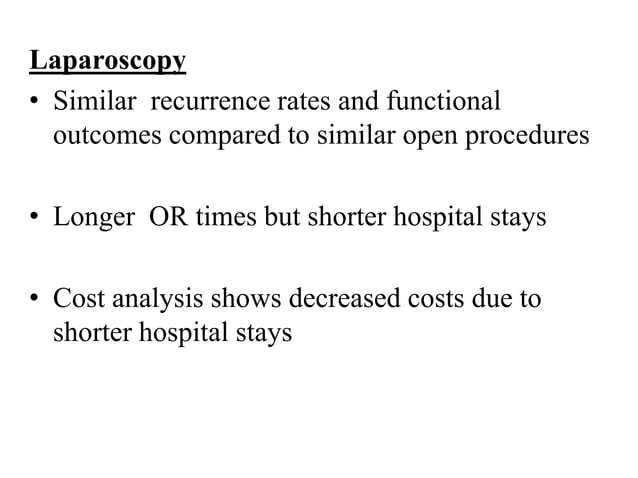 Laparoscopy
• Similar  recurrence rates and functional
outcomes compared to similar open procedures
• Longer  OR times but shorter hospital stays
• Cost analysis shows decreased costs due to
shorter hospital stays